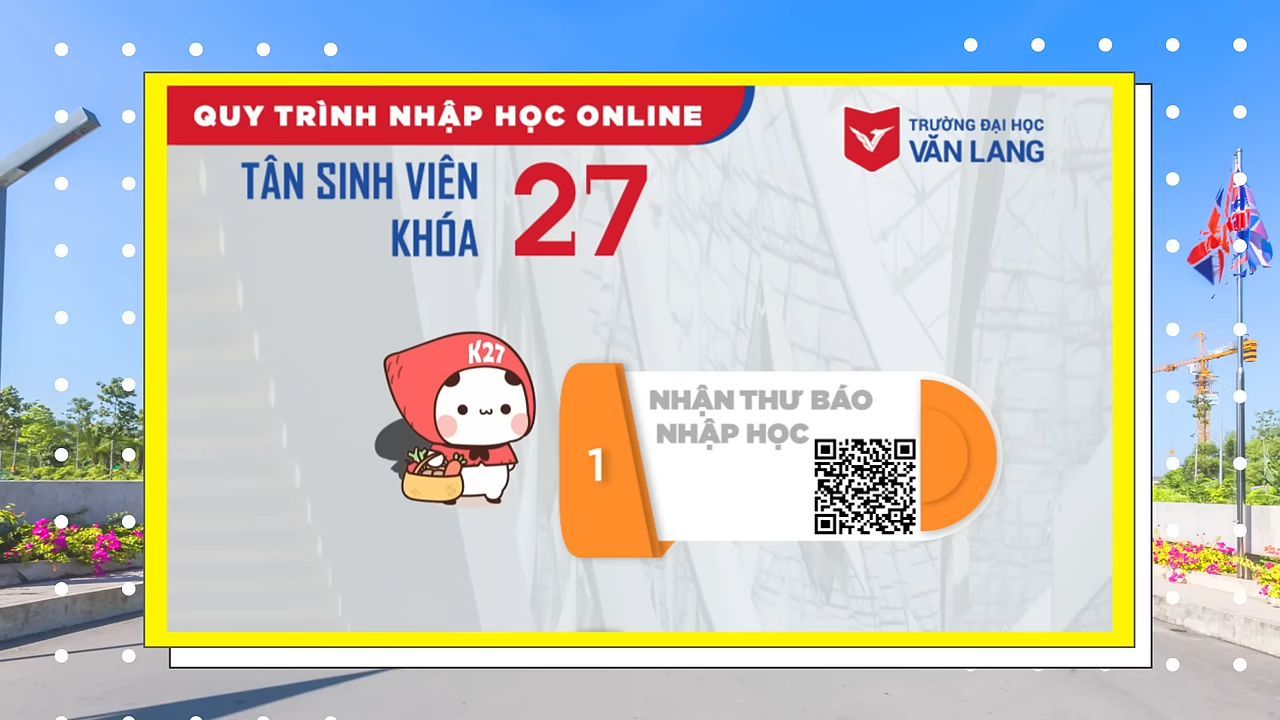 QUY TRÌNH NHẬP HỌC ONLINE
TRƯỜNG ĐẠI HỌC
VĂN LANG
TÂN SINH VIÊN
KHÓA
27
K27
1
NHẬN THƯ BÁO
NHẬP HỌC